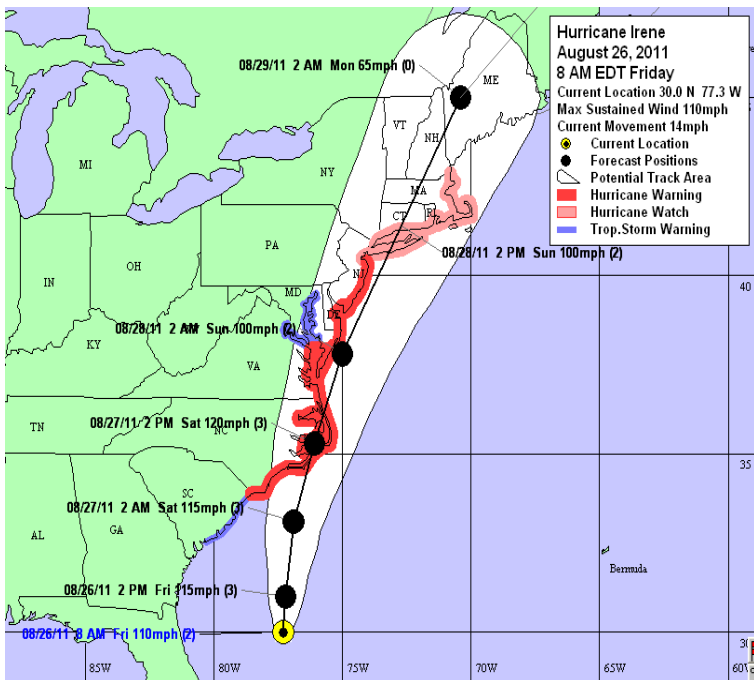 Hurricane Irene
August 26, 2011
8 AM EDT Friday
Current Location 30.0 N 77.3 W
Max Sustained Wind 110mph
Current Movement 14mph
Current Location
Forecast Positions
Potential Track Area
Hurricane Warning
Hurricane Watch
Trop.Storm Warning
08/29/11 2 AM Mon 65mph (0)
ME
VT
NH
MI
NY
MA
CT
RI
08/28/11 2 PM Sun 100mph (2)
PA
NJ
OH
IN
40
MD
DE
08/28/11 2 AM Sun 100mph (2)
KY
VA
08/27/11 2 PM Sat 120mph (3)
TN
NC
35
SC
08/27/11 2 AM Sat 115mph (3)
AL
GA
Bermuda
08/26/11 2 PM Fri 115mph (3)
08/26/11 8 AM Fri 110mph (2)
85W
80W
75W
70W
65W
60W